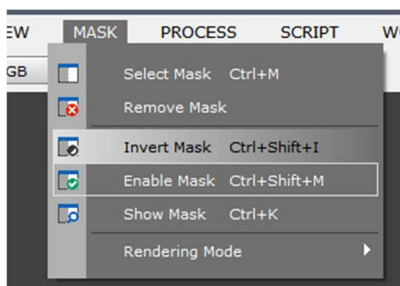 EW MASK PROCESS SCRIPT W
GB
Select Mask Ctrl+M
Remove Mask
Invert Mask Ctrl+Shift+I
Enable Mask Ctrl+Shift+M
Show Mask Ctrl+K
Rendering Mode